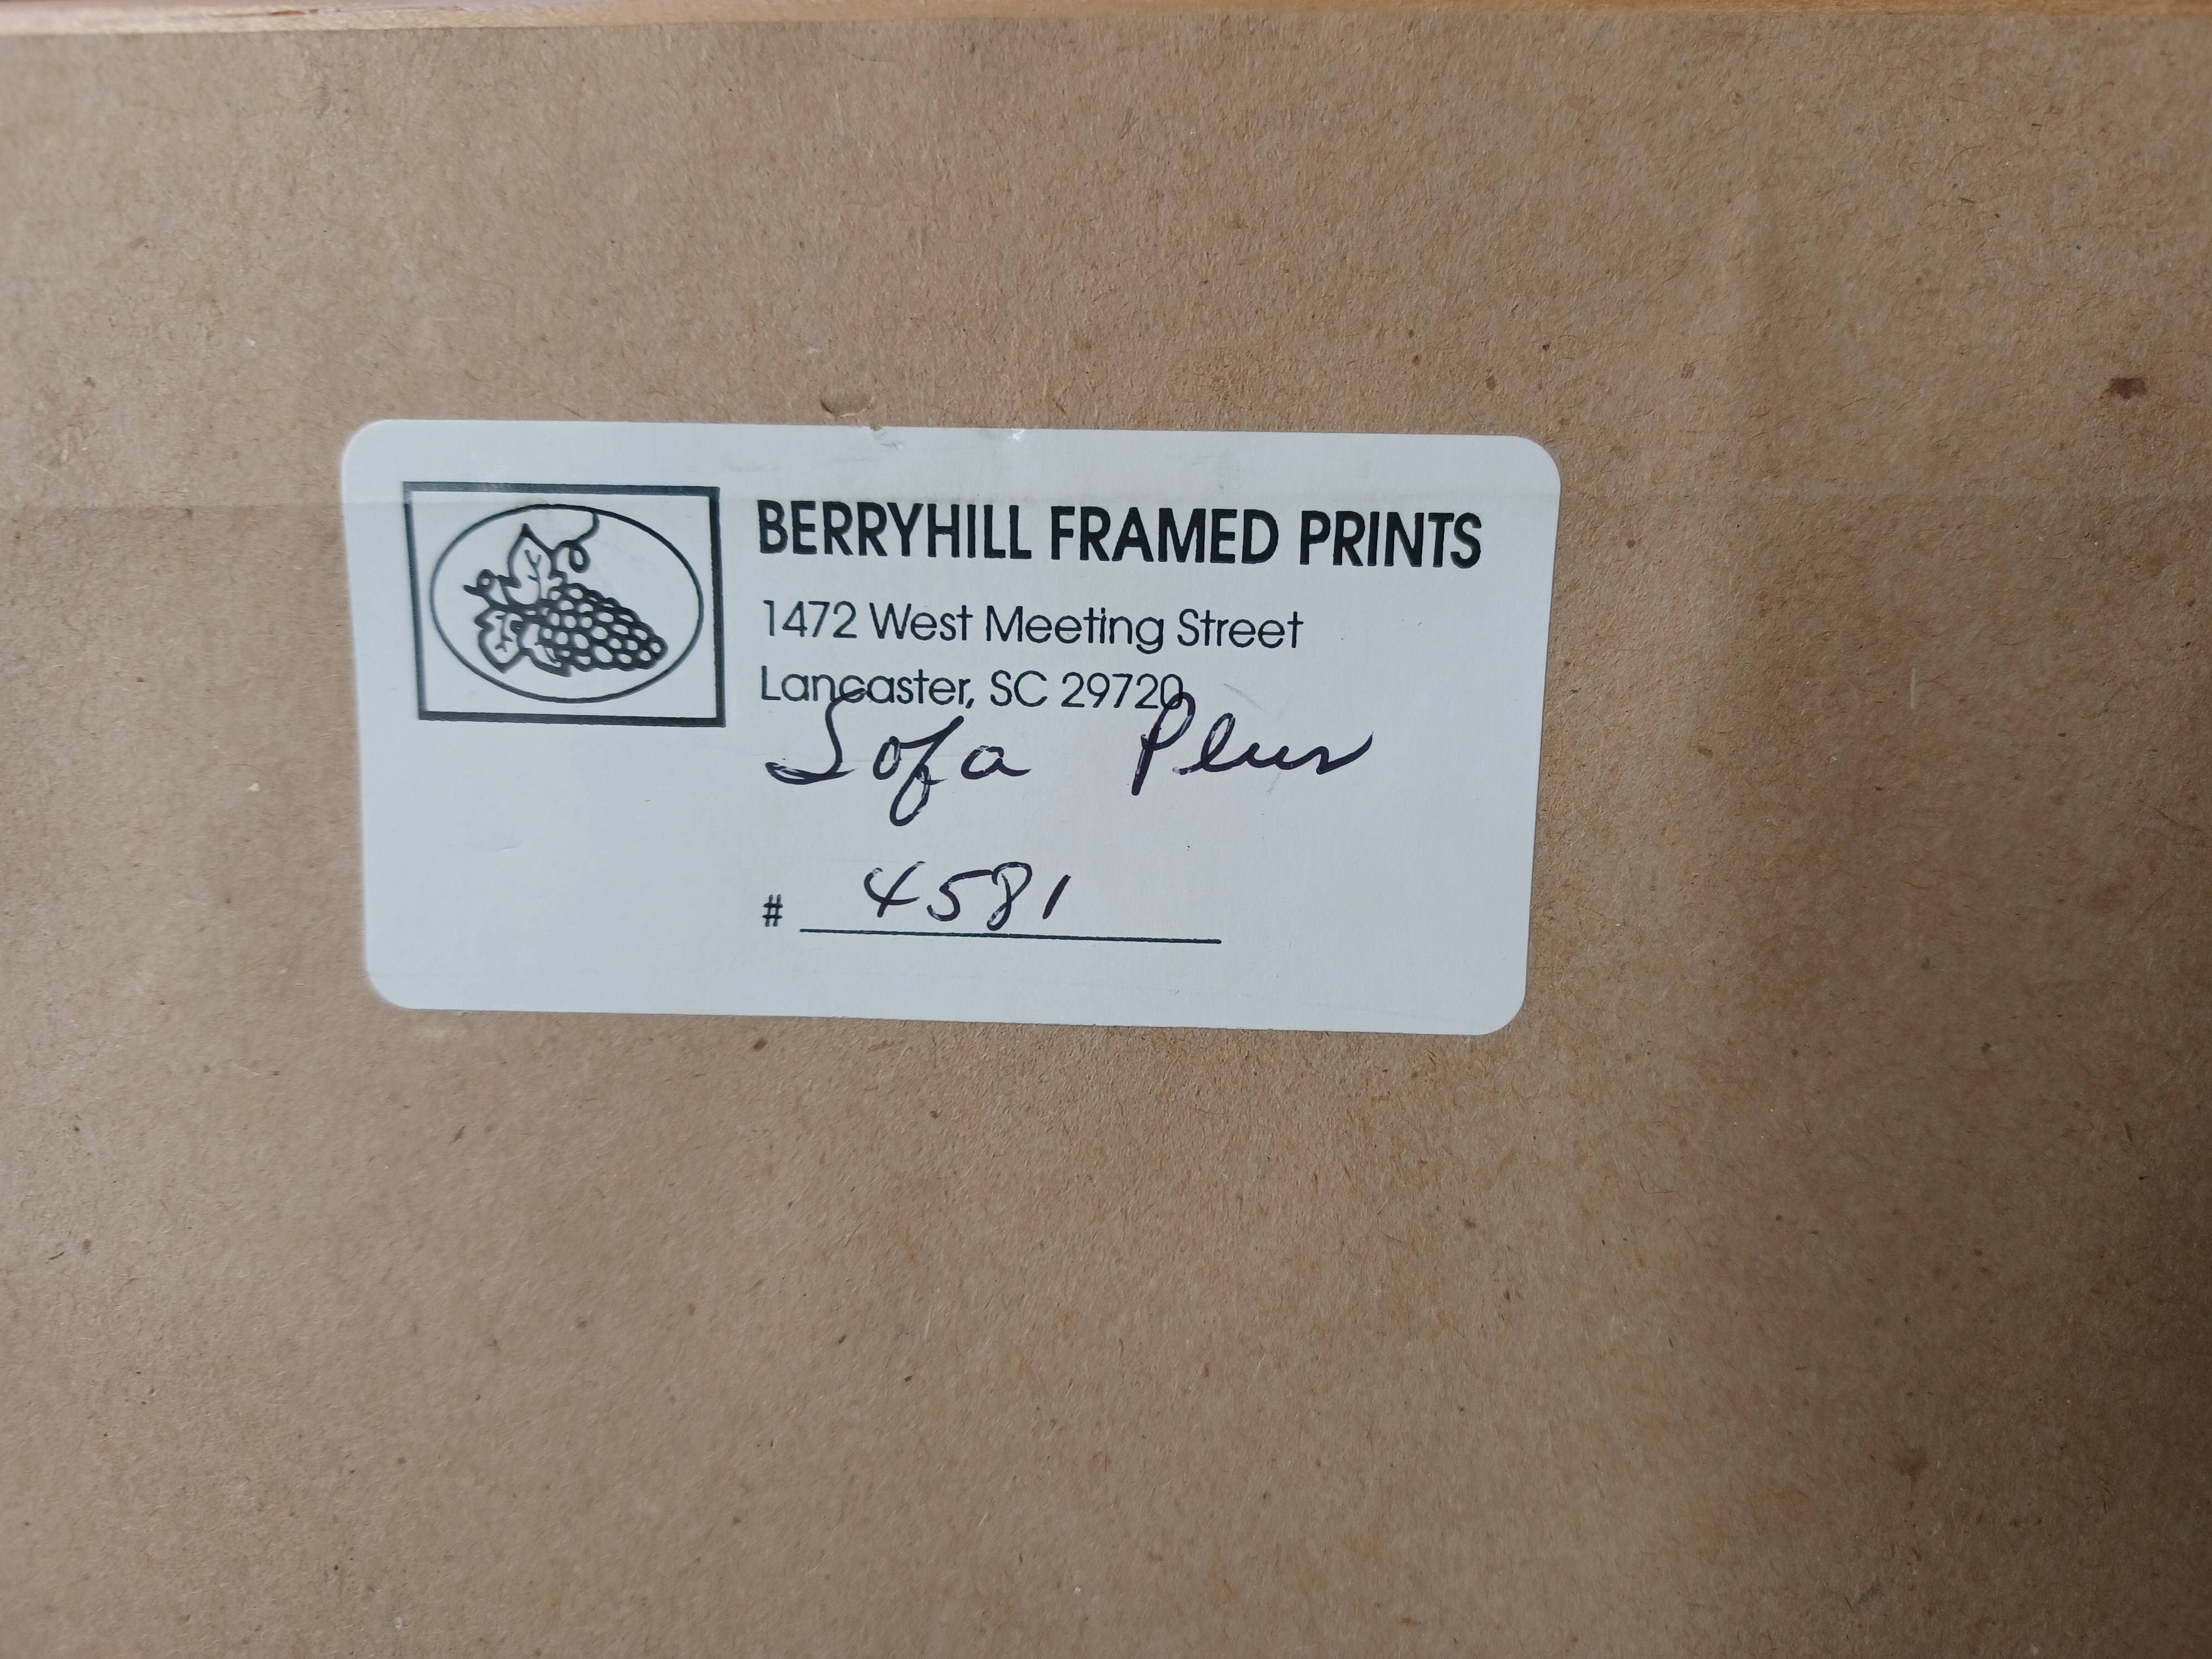 BERRYHILL FRAMED PRINTS
1472 West Meeting Street
Lancaster, SC 29720
Sofa Plus
# 4581